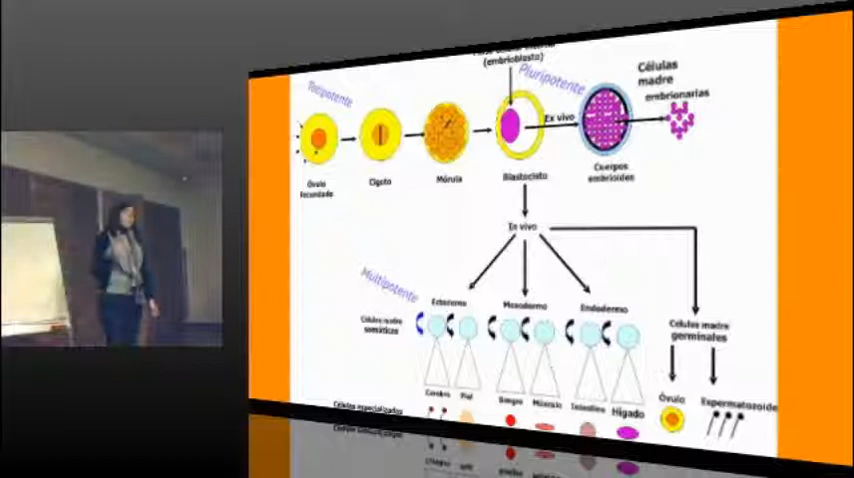 (embrioblasto)
Pluripotente
Totipotente
Células
madre
embrionarias
Ex vivo
Óvulo
fecundado
Cigoto
Mórula
Blastocisto
Cuerpos
embrioides
In vivo
Multipotente
Ectodermo
Mesodermo
Endodermo
Células madre
somáticas
Células madre
germinales
Cerebro
Piel
Sangre
Músculo
Intestino
Hígado
Óvulo
Espermatozoide
Células especializadas